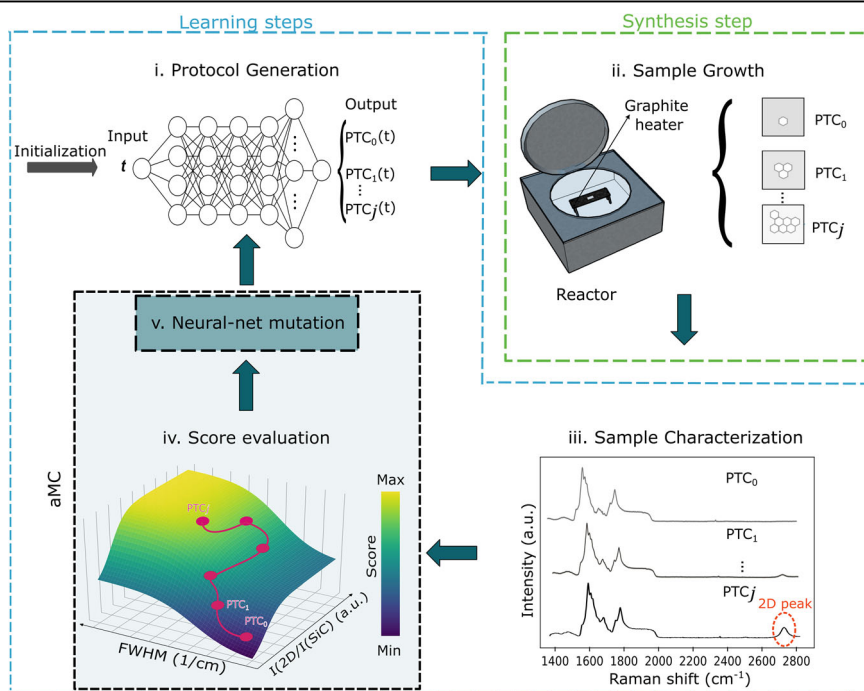 Learning steps
Synthesis step
i. Protocol Generation
Initialization
Input
t
Output
PTC0(t)
PTC1(t)
⋮
PTCj(t)
ii. Sample Growth
Graphite
heater
Reactor
PTC0
PTC1
PTCj
v. Neural-net mutation
aMC
iv. Score evaluation
Max
Score
Min
PTCj
PTC1
PTC0
FWHM (1/cm)
I(2D/I(SiC) (a.u.)
iii. Sample Characterization
Intensity (a.u.)
PTC0
PTC1
⋮
PTCj
2D peak
1400 1600 1800 2000 2200 2400 2600 2800
Raman shift (cm⁻¹)